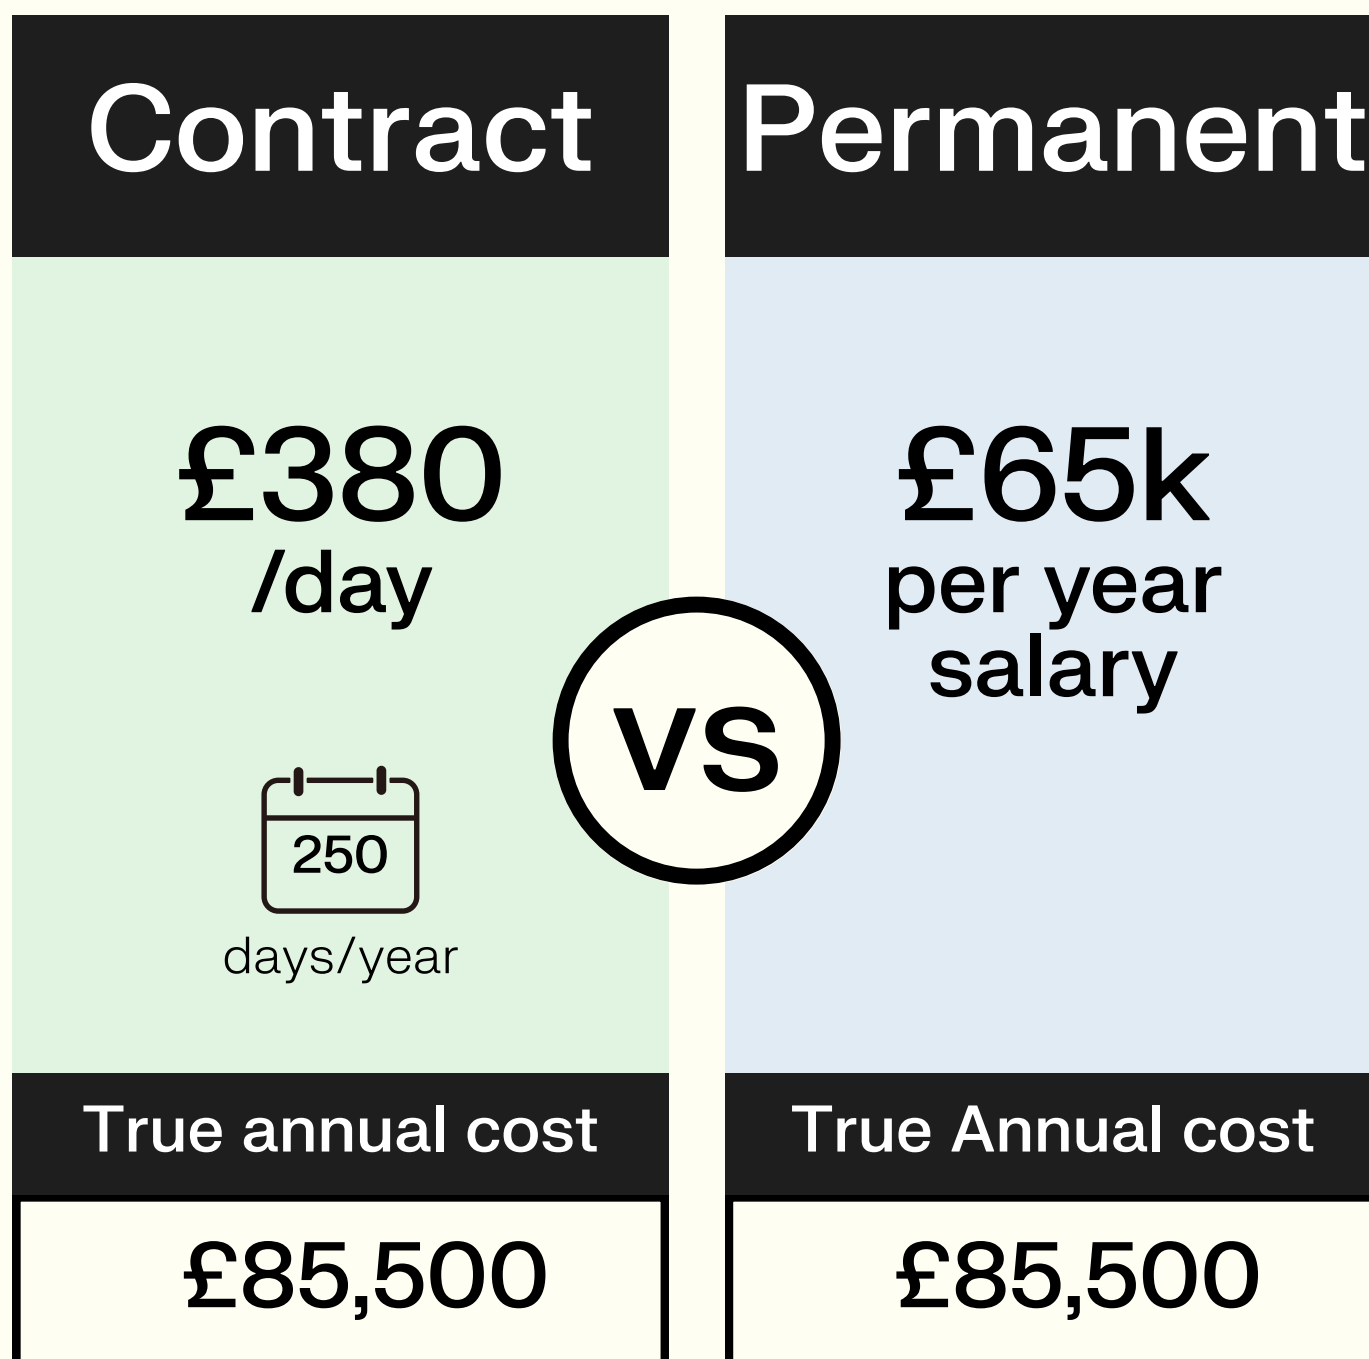 Contract
£380
/day
250
days/year
True annual cost
£85,500
VS
Permanent
£65k
per year
salary
True Annual cost
£85,500